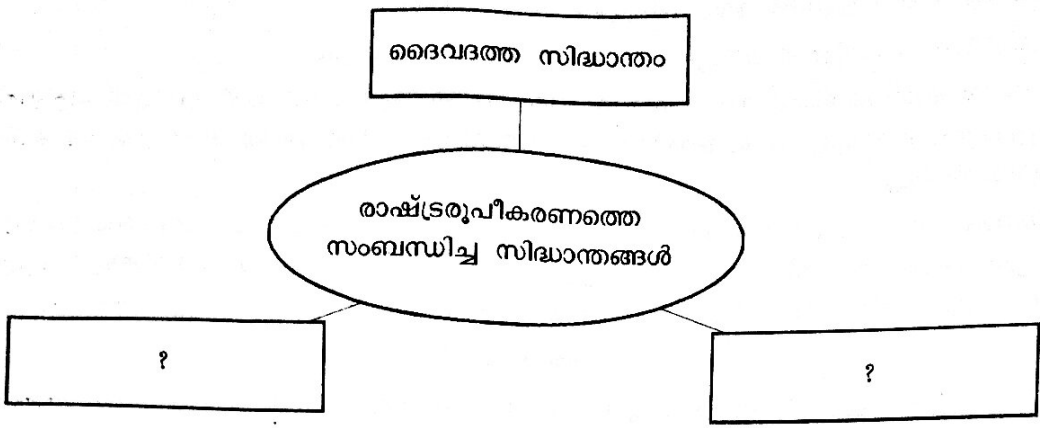 ദൈവദത്ത സിദ്ധാന്തം
രാഷ്ട്രരൂപീകരണത്തെ
സംബന്ധിച്ച സിദ്ധാന്തങ്ങൾ
?
?